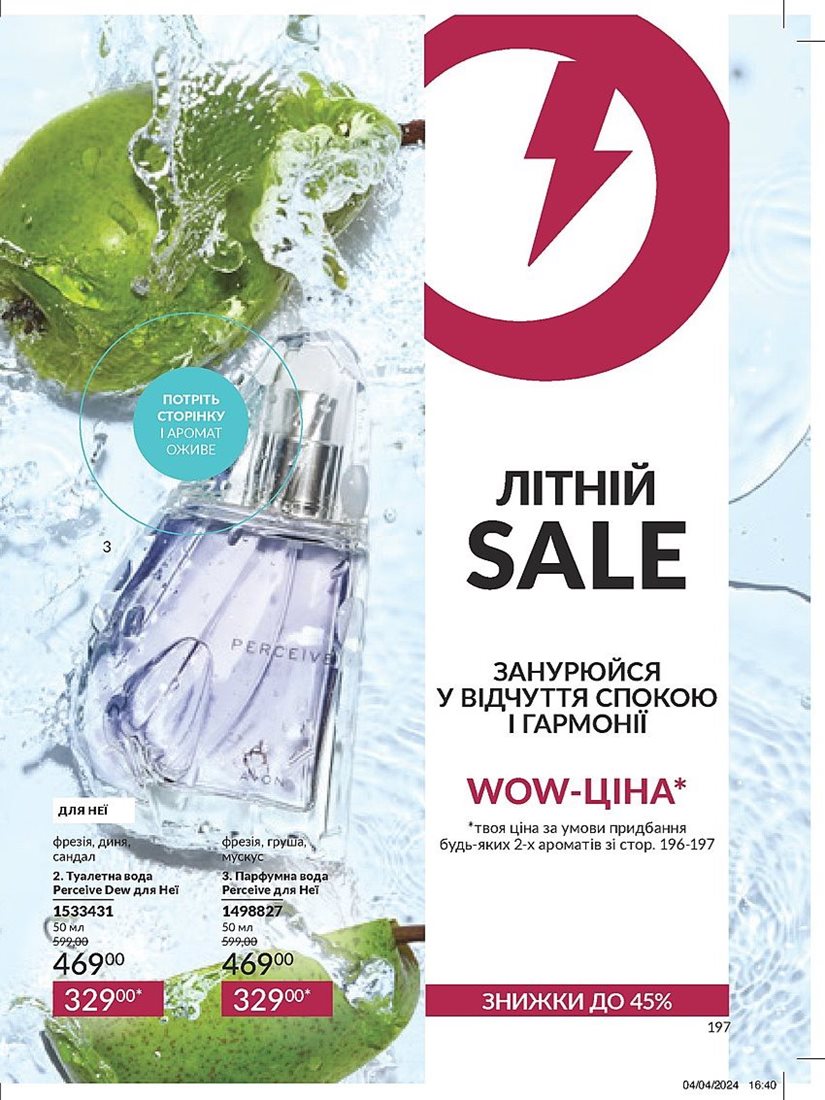 ПОТРІТЬ
СТОРІНКУ
І АРОМАТ
ОЖИВЕ
3
PERCEIVE
AVON
ДЛЯ НЕЇ
фрезія, диня,
сандал
2. Туалетна вода
Perceive Dew для Неї
1533431
50 мл
599,00
469⁰⁰
329⁰⁰*
фрезія, груша,
мускус
3. Парфумна вода
Perceive для Неї
1498827
50 мл
599,00
469⁰⁰
329⁰⁰*
ЛІТНІЙ
SALE
ЗАНУРЮЙСЯ
У ВІДЧУТТЯ СПОКОЮ
І ГАРМОНІЇ
WOW-ЦІНА*
*твоя ціна за умови придбання
будь-яких 2-х ароматів зі стор. 196-197
ЗНИЖКИ ДО 45%
197
04/04/2024 16:40